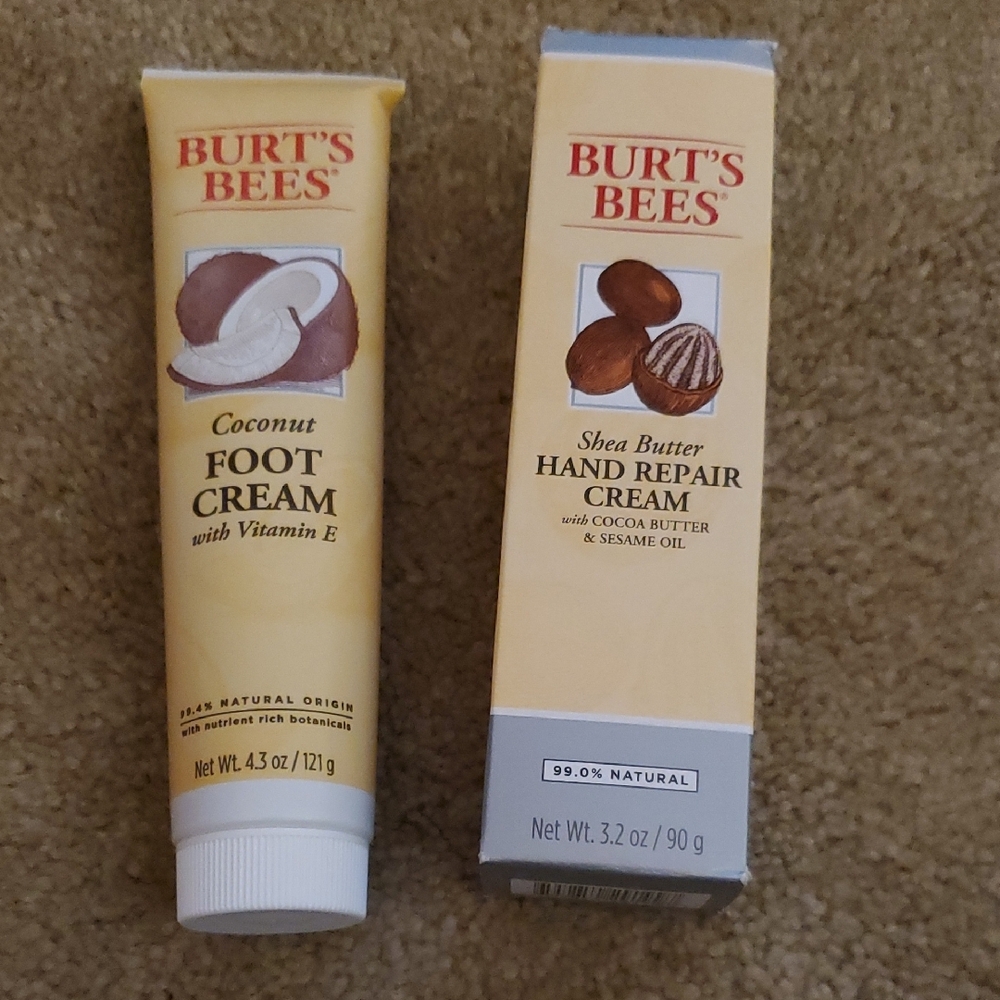 BURT'S
BEES®
Coconut
FOOT
CREAM
with Vitamin E
99.4% NATURAL ORIGIN
with nutrient rich botanicals
Net Wt. 4.3 oz / 121 g
BURT'S
BEES®
Shea Butter
HAND REPAIR
CREAM
with COCOA BUTTER
& SESAME OIL
99.0% NATURAL
Net Wt. 3.2 oz / 90 g